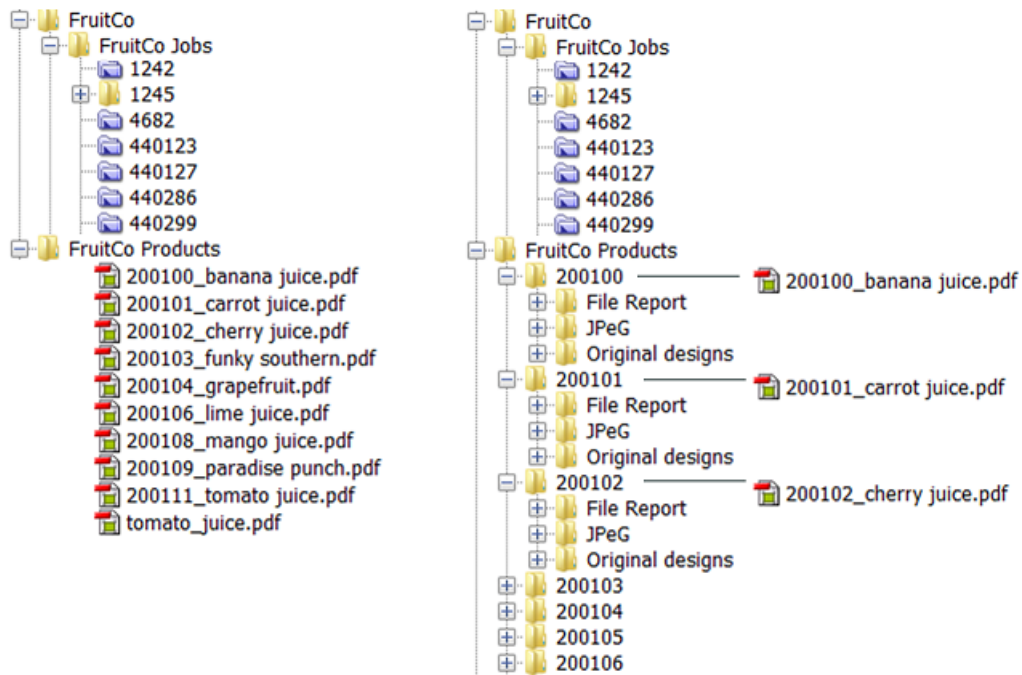 FruitCo
FruitCo Jobs
1242
1245
4682
440123
440127
440286
440299
FruitCo Products
200100_banana juice.pdf
200101_carrot juice.pdf
200102_cherry juice.pdf
200103_funky southern.pdf
200104_grapefruit.pdf
200106_lime juice.pdf
200108_mango juice.pdf
200109_paradise punch.pdf
200111_tomato juice.pdf
tomato_juice.pdf
FruitCo
FruitCo Jobs
1242
1245
4682
440123
440127
440286
440299
FruitCo Products
200100 200100_banana juice.pdf
File Report
JPeG
Original designs
200101 200101_carrot juice.pdf
File Report
JPeG
Original designs
200102 200102_cherry juice.pdf
File Report
JPeG
Original designs
200103
200104
200105
200106